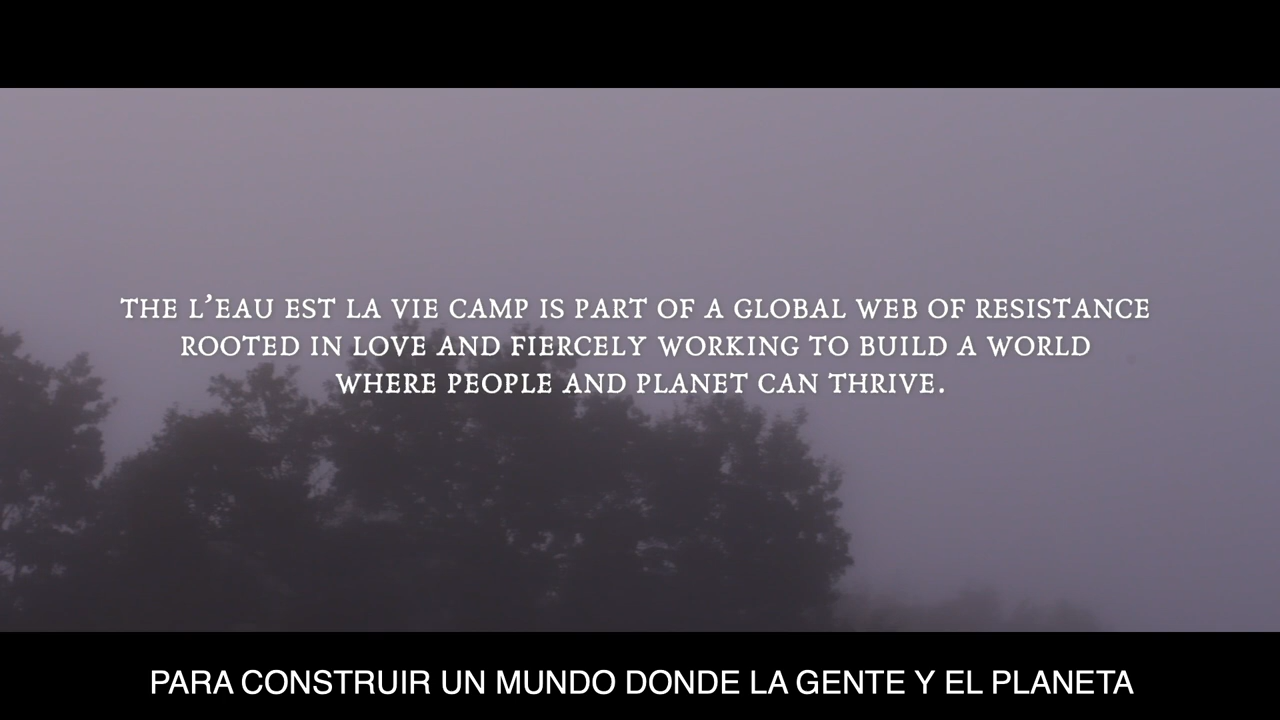 THE L'EAU EST LA VIE CAMP IS PART OF A GLOBAL WEB OF RESISTANCE
ROOTED IN LOVE AND FIERCELY WORKING TO BUILD A WORLD
WHERE PEOPLE AND PLANET CAN THRIVE.
PARA CONSTRUIR UN MUNDO DONDE LA GENTE Y EL PLANETA